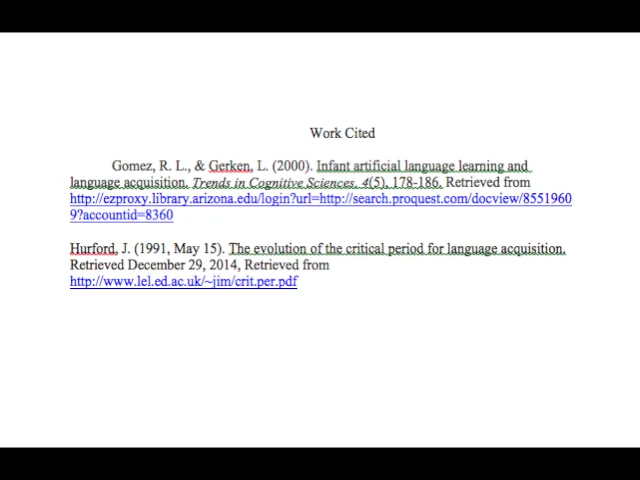 Work Cited
Gomez, R. L., & Gerken, L. (2000). Infant artificial language learning and
language acquisition. Trends in Cognitive Sciences, 4(5), 178-186. Retrieved from
http://ezproxy.library.arizona.edu/login?url=http://search.proquest.com/docview/8551960
9?accountid=8360
Hurford, J. (1991, May 15). The evolution of the critical period for language acquisition.
Retrieved December 29, 2014, Retrieved from
http://www.lel.ed.ac.uk/~jim/crit.per.pdf